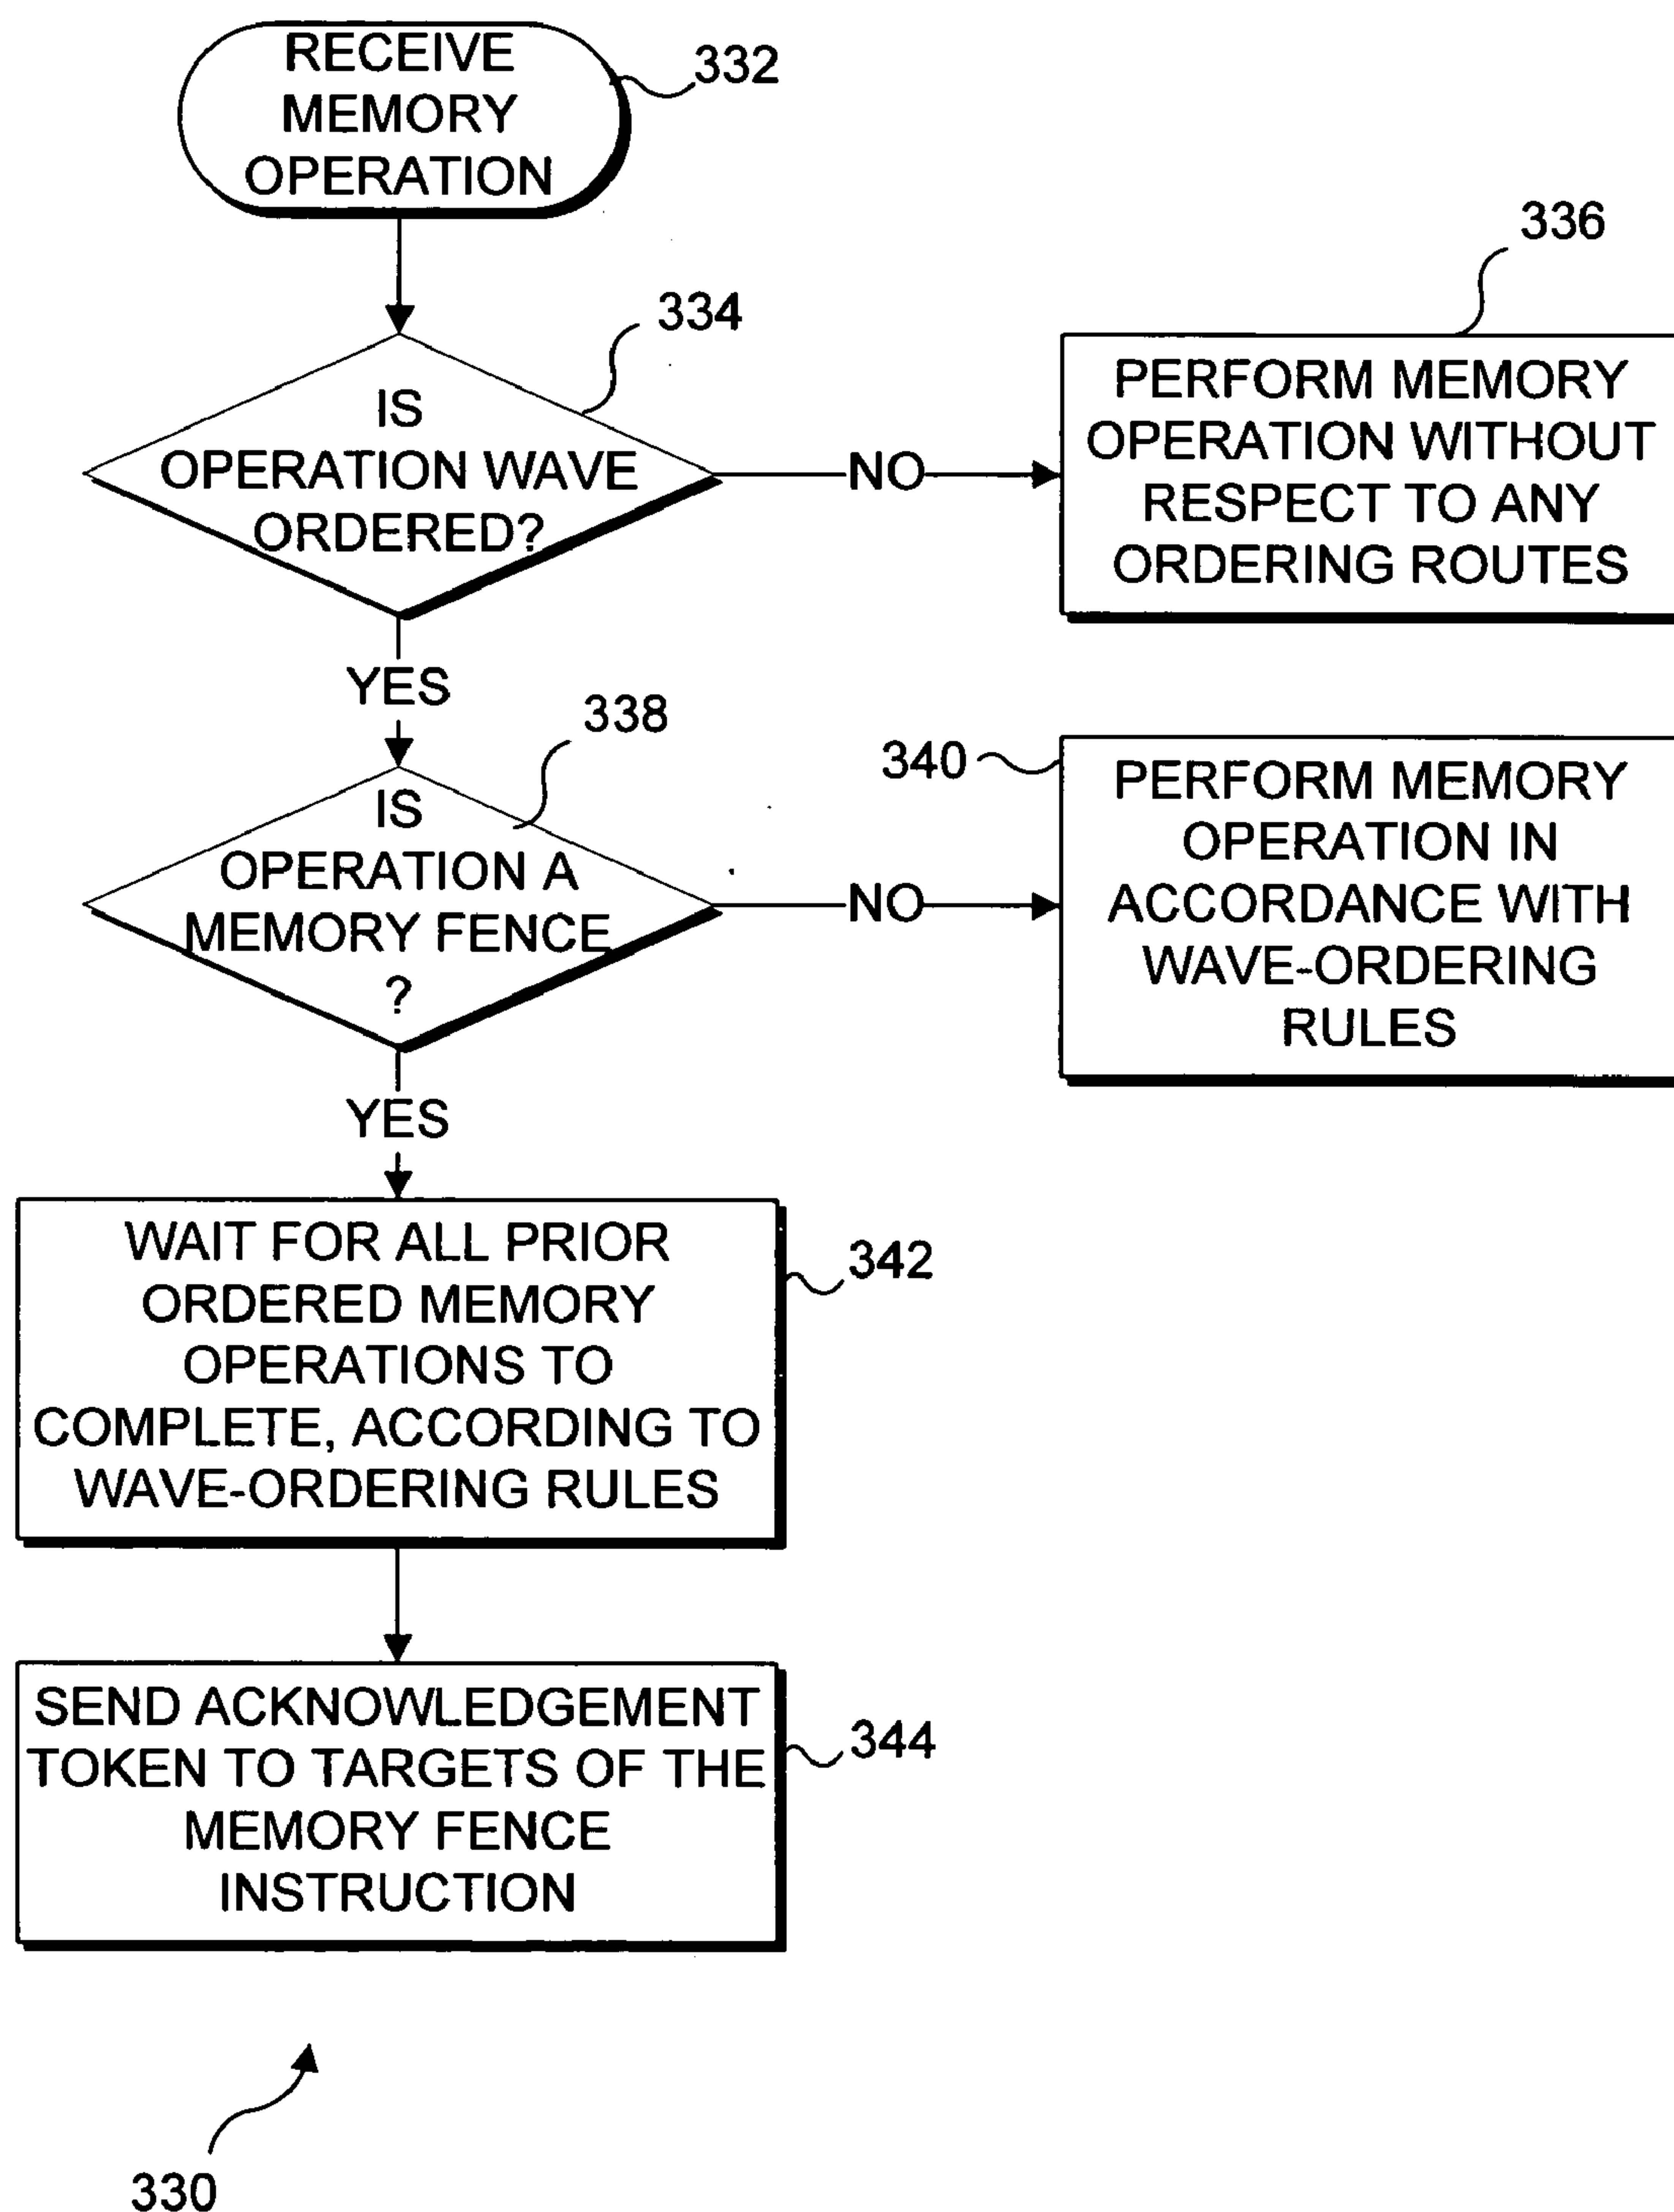 RECEIVE
MEMORY
OPERATION
332
334
IS
OPERATION WAVE
ORDERED?
NO
336
PERFORM MEMORY
OPERATION WITHOUT
RESPECT TO ANY
ORDERING ROUTES
YES
338
IS
OPERATION A
MEMORY FENCE
?
NO
340
PERFORM MEMORY
OPERATION IN
ACCORDANCE WITH
WAVE-ORDERING
RULES
YES
WAIT FOR ALL PRIOR
ORDERED MEMORY
OPERATIONS TO
COMPLETE, ACCORDING TO
WAVE-ORDERING RULES
342
SEND ACKNOWLEDGEMENT
TOKEN TO TARGETS OF THE
MEMORY FENCE
INSTRUCTION
344
330